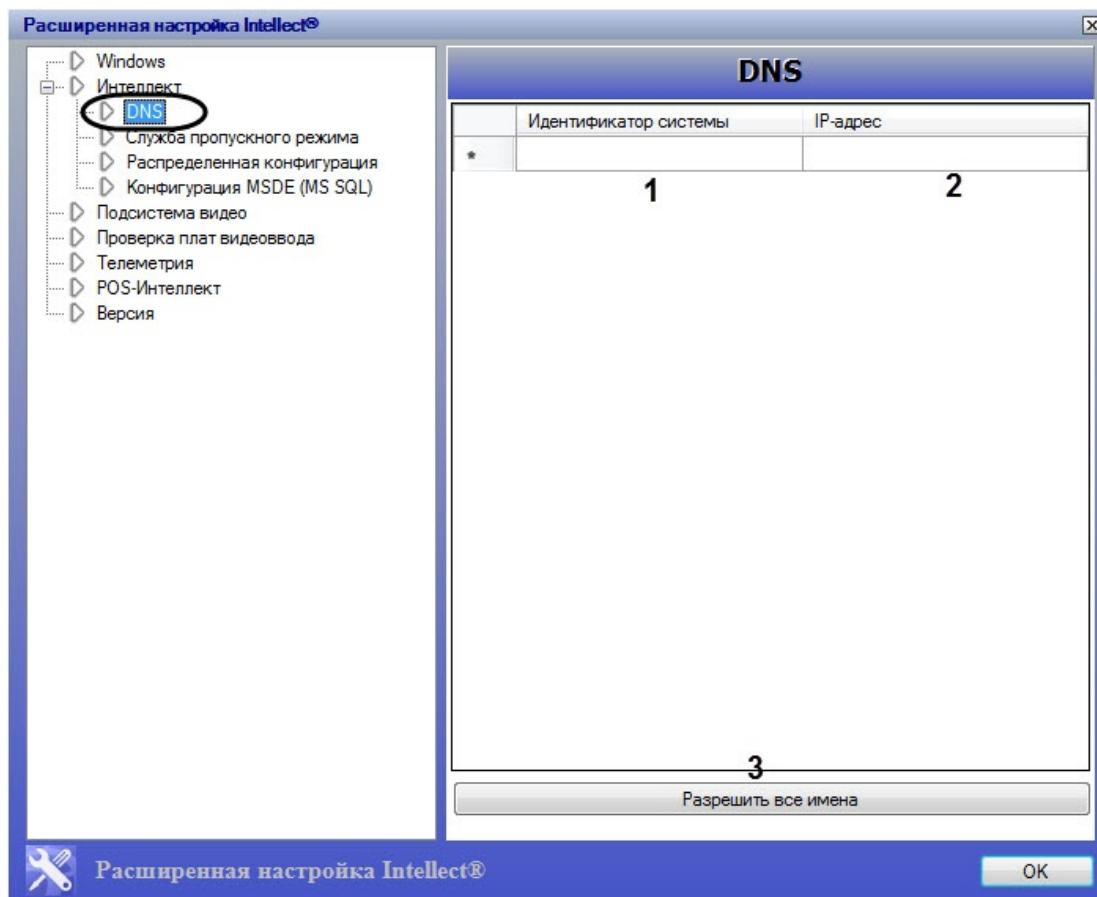 Расширенная настройка Intellect®
Windows
Интеллект
DNS
Служба пропускного режима
Распределенная конфигурация
Конфигурация MSDE (MS SQL)
Подсистема видео
Проверка плат видеоввода
Телеметрия
POS-Интеллект
Версия
DNS
Идентификатор системы IP-адрес
*
1 2
3
Разрешить все имена
Расширенная настройка Intellect®
OK